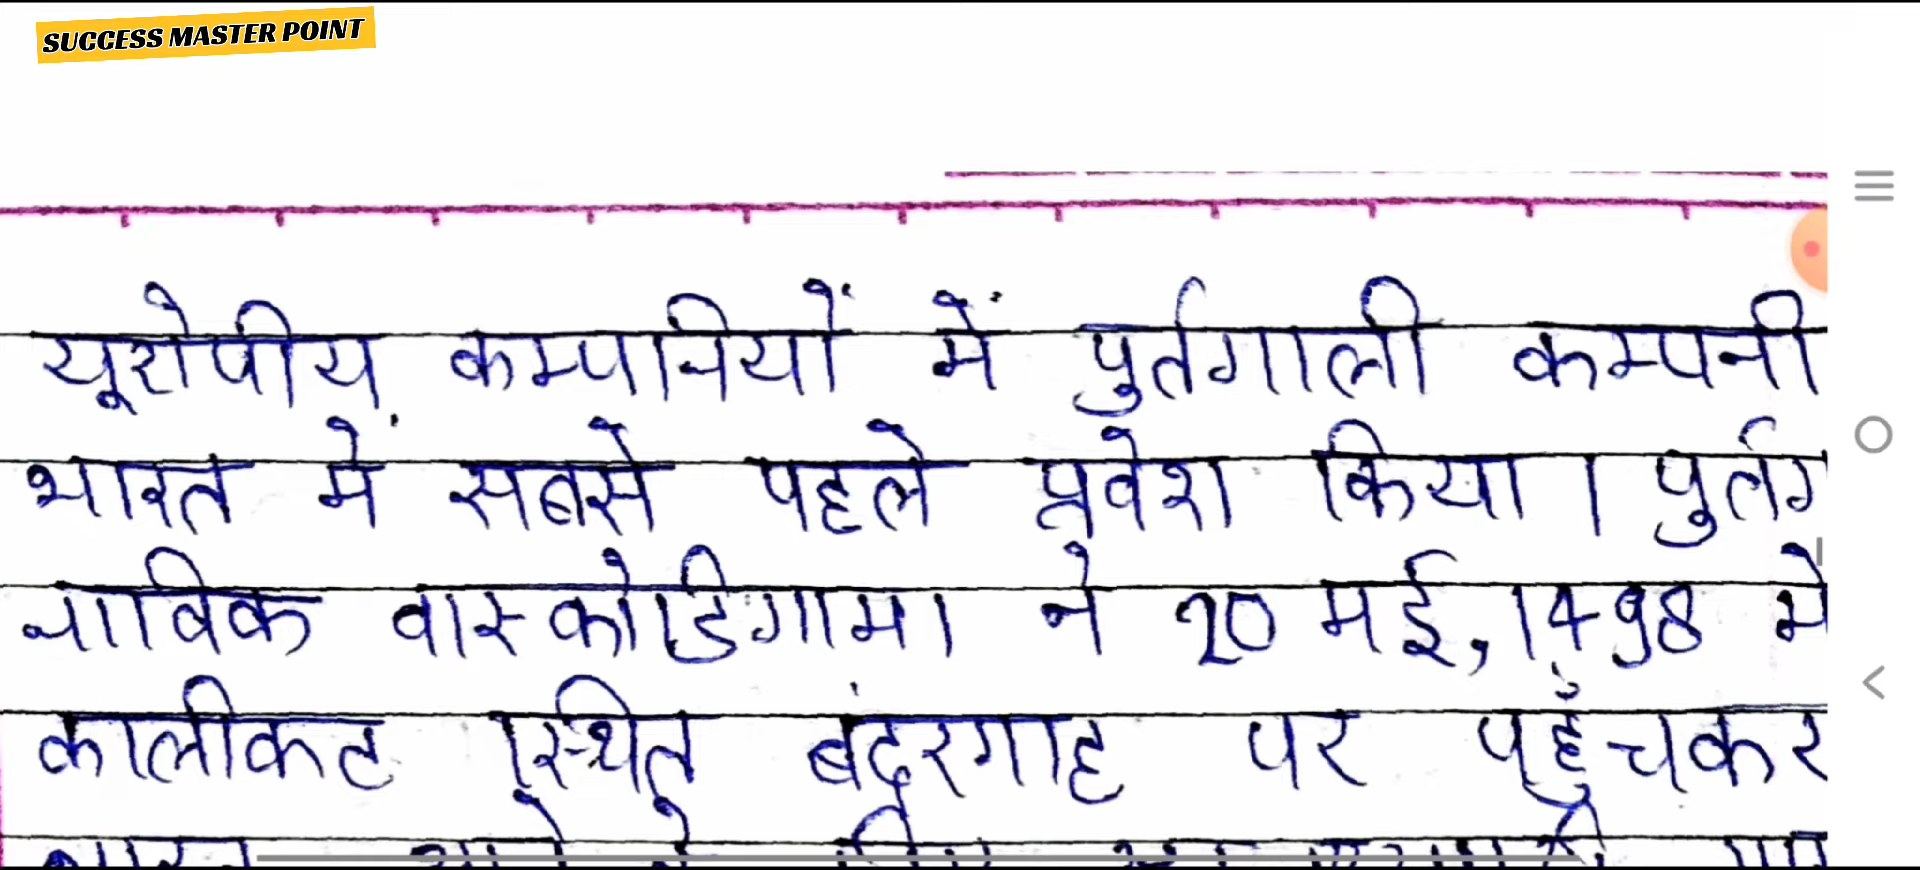 SUCCESS MASTER POINT
यूरोपीय कम्पनियों में पुर्तगाली कम्पनी
भारत में सबसे पहले प्रवेश किया । पुर्तग
नाविक वास्कोडिगामा ने 20 मई, 1498 मे
कालीकट स्थित बंदरगाह पर पहुँचकर